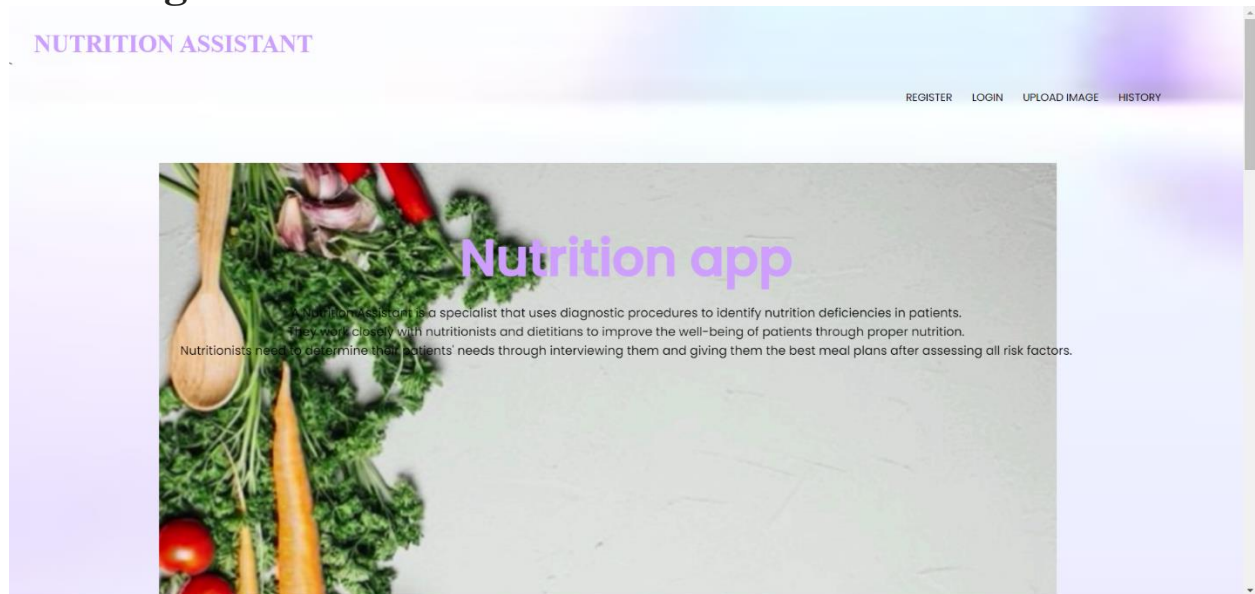 NUTRITION ASSISTANT
REGISTER LOGIN UPLOAD IMAGE HISTORY
Nutrition app
A NutritionAssistant is a specialist that uses diagnostic procedures to identify nutrition deficiencies in patients.
They work closely with nutritionists and dietitians to improve the well-being of patients through proper nutrition.
Nutritionists need to determine their patients' needs through interviewing them and giving them the best meal plans after assessing all risk factors.